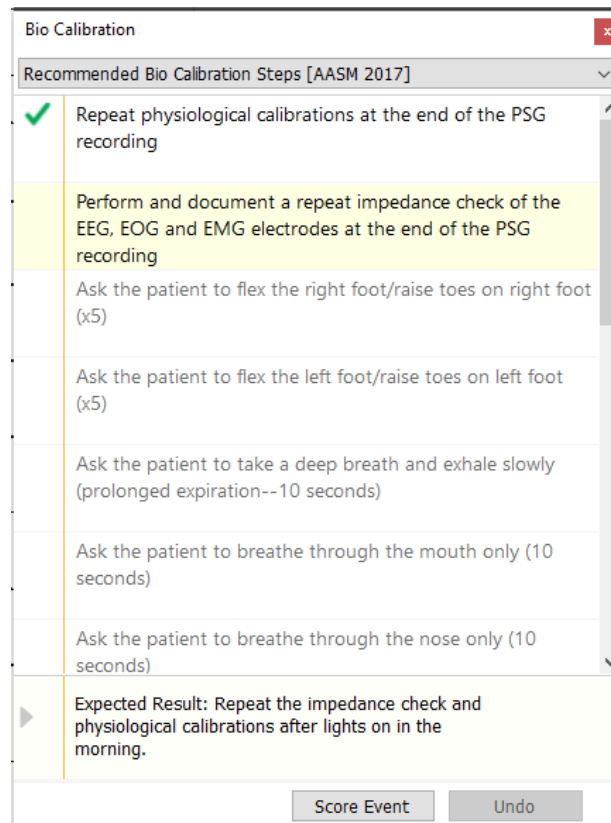 Bio Calibration
x
Recommended Bio Calibration Steps [AASM 2017]
Repeat physiological calibrations at the end of the PSG
recording
Perform and document a repeat impedance check of the
EEG, EOG and EMG electrodes at the end of the PSG
recording
Ask the patient to flex the right foot/raise toes on right foot
(x5)
Ask the patient to flex the left foot/raise toes on left foot
(x5)
Ask the patient to take a deep breath and exhale slowly
(prolonged expiration--10 seconds)
Ask the patient to breathe through the mouth only (10
seconds)
Ask the patient to breathe through the nose only (10
seconds)
Expected Result: Repeat the impedance check and
physiological calibrations after lights on in the
morning.
Score Event
Undo